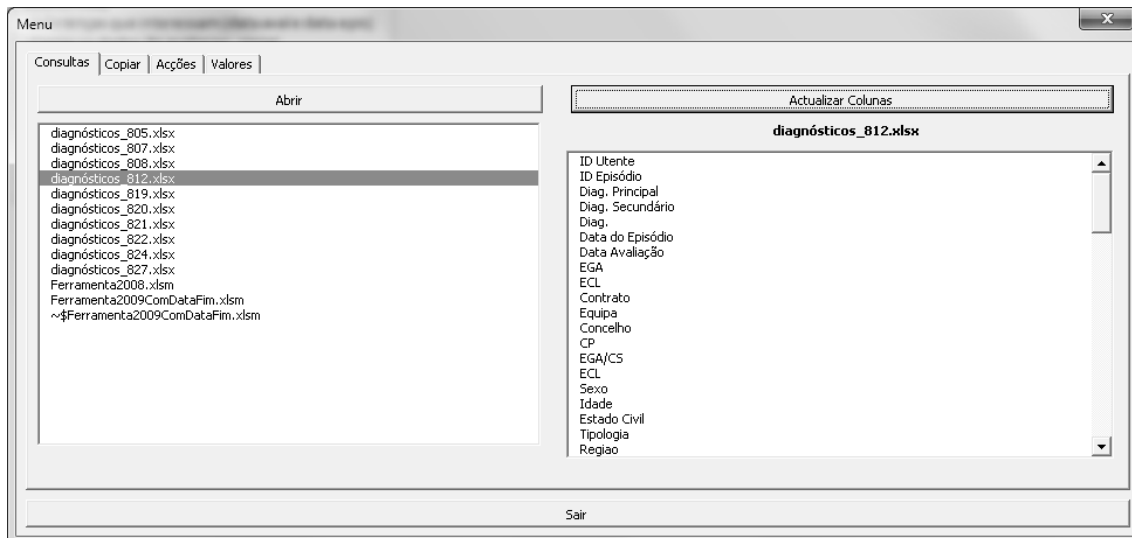 Menu
Consultas
Copiar
Acções
Valores
Abrir
diagnósticos_805.xlsx
diagnósticos_807.xlsx
diagnósticos_808.xlsx
diagnósticos_812.xlsx
diagnósticos_819.xlsx
diagnósticos_820.xlsx
diagnósticos_821.xlsx
diagnósticos_822.xlsx
diagnósticos_824.xlsx
diagnósticos_827.xlsx
Ferramenta2008.xlsm
Ferramenta2009ComDataFim.xlsm
~$Ferramenta2009ComDataFim.xlsm
Actualizar Colunas
diagnósticos_812.xlsx
ID Utente
ID Episódio
Diag. Principal
Diag. Secundário
Diag.
Data do Episódio
Data Avaliação
EGA
ECL
Contrato
Equipa
Concelho
CP
EGA/CS
ECL
Sexo
Idade
Estado Civil
Tipologia
Regiao
Sair